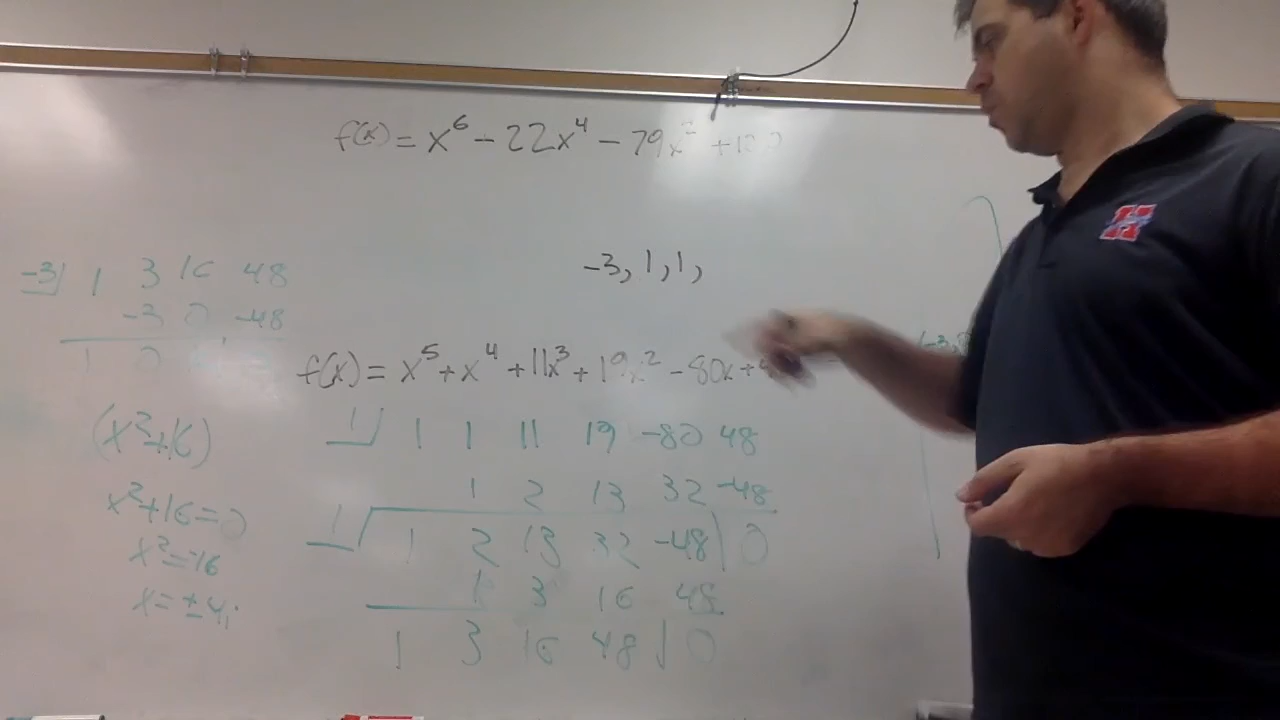 f(x) = x⁶ - 22x⁴ - 79x²
-3, 1, 1,
-3| 1 3 16 48
-3 0 -48
1 0
(x²+16)
x²+16=0
x²=-16
x=±4i
f(x) = x⁵+x⁴+11x³+19x²-80x+
1| 1 1 11 19 -80 48
1 2 13 32 -48
1| 1 2 13 32 -48| 0
1 3 16 48
1 3 16 48| 0
H